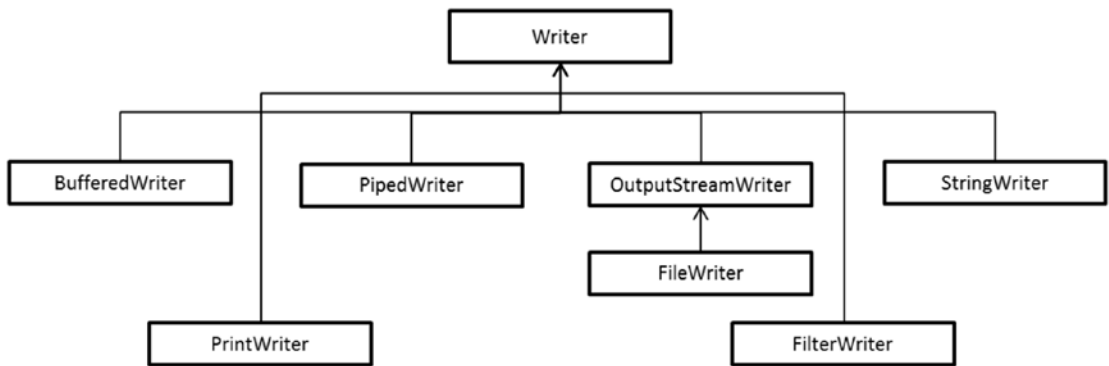 Writer
BufferedWriter
PipedWriter
OutputStreamWriter
StringWriter
FileWriter
PrintWriter
FilterWriter